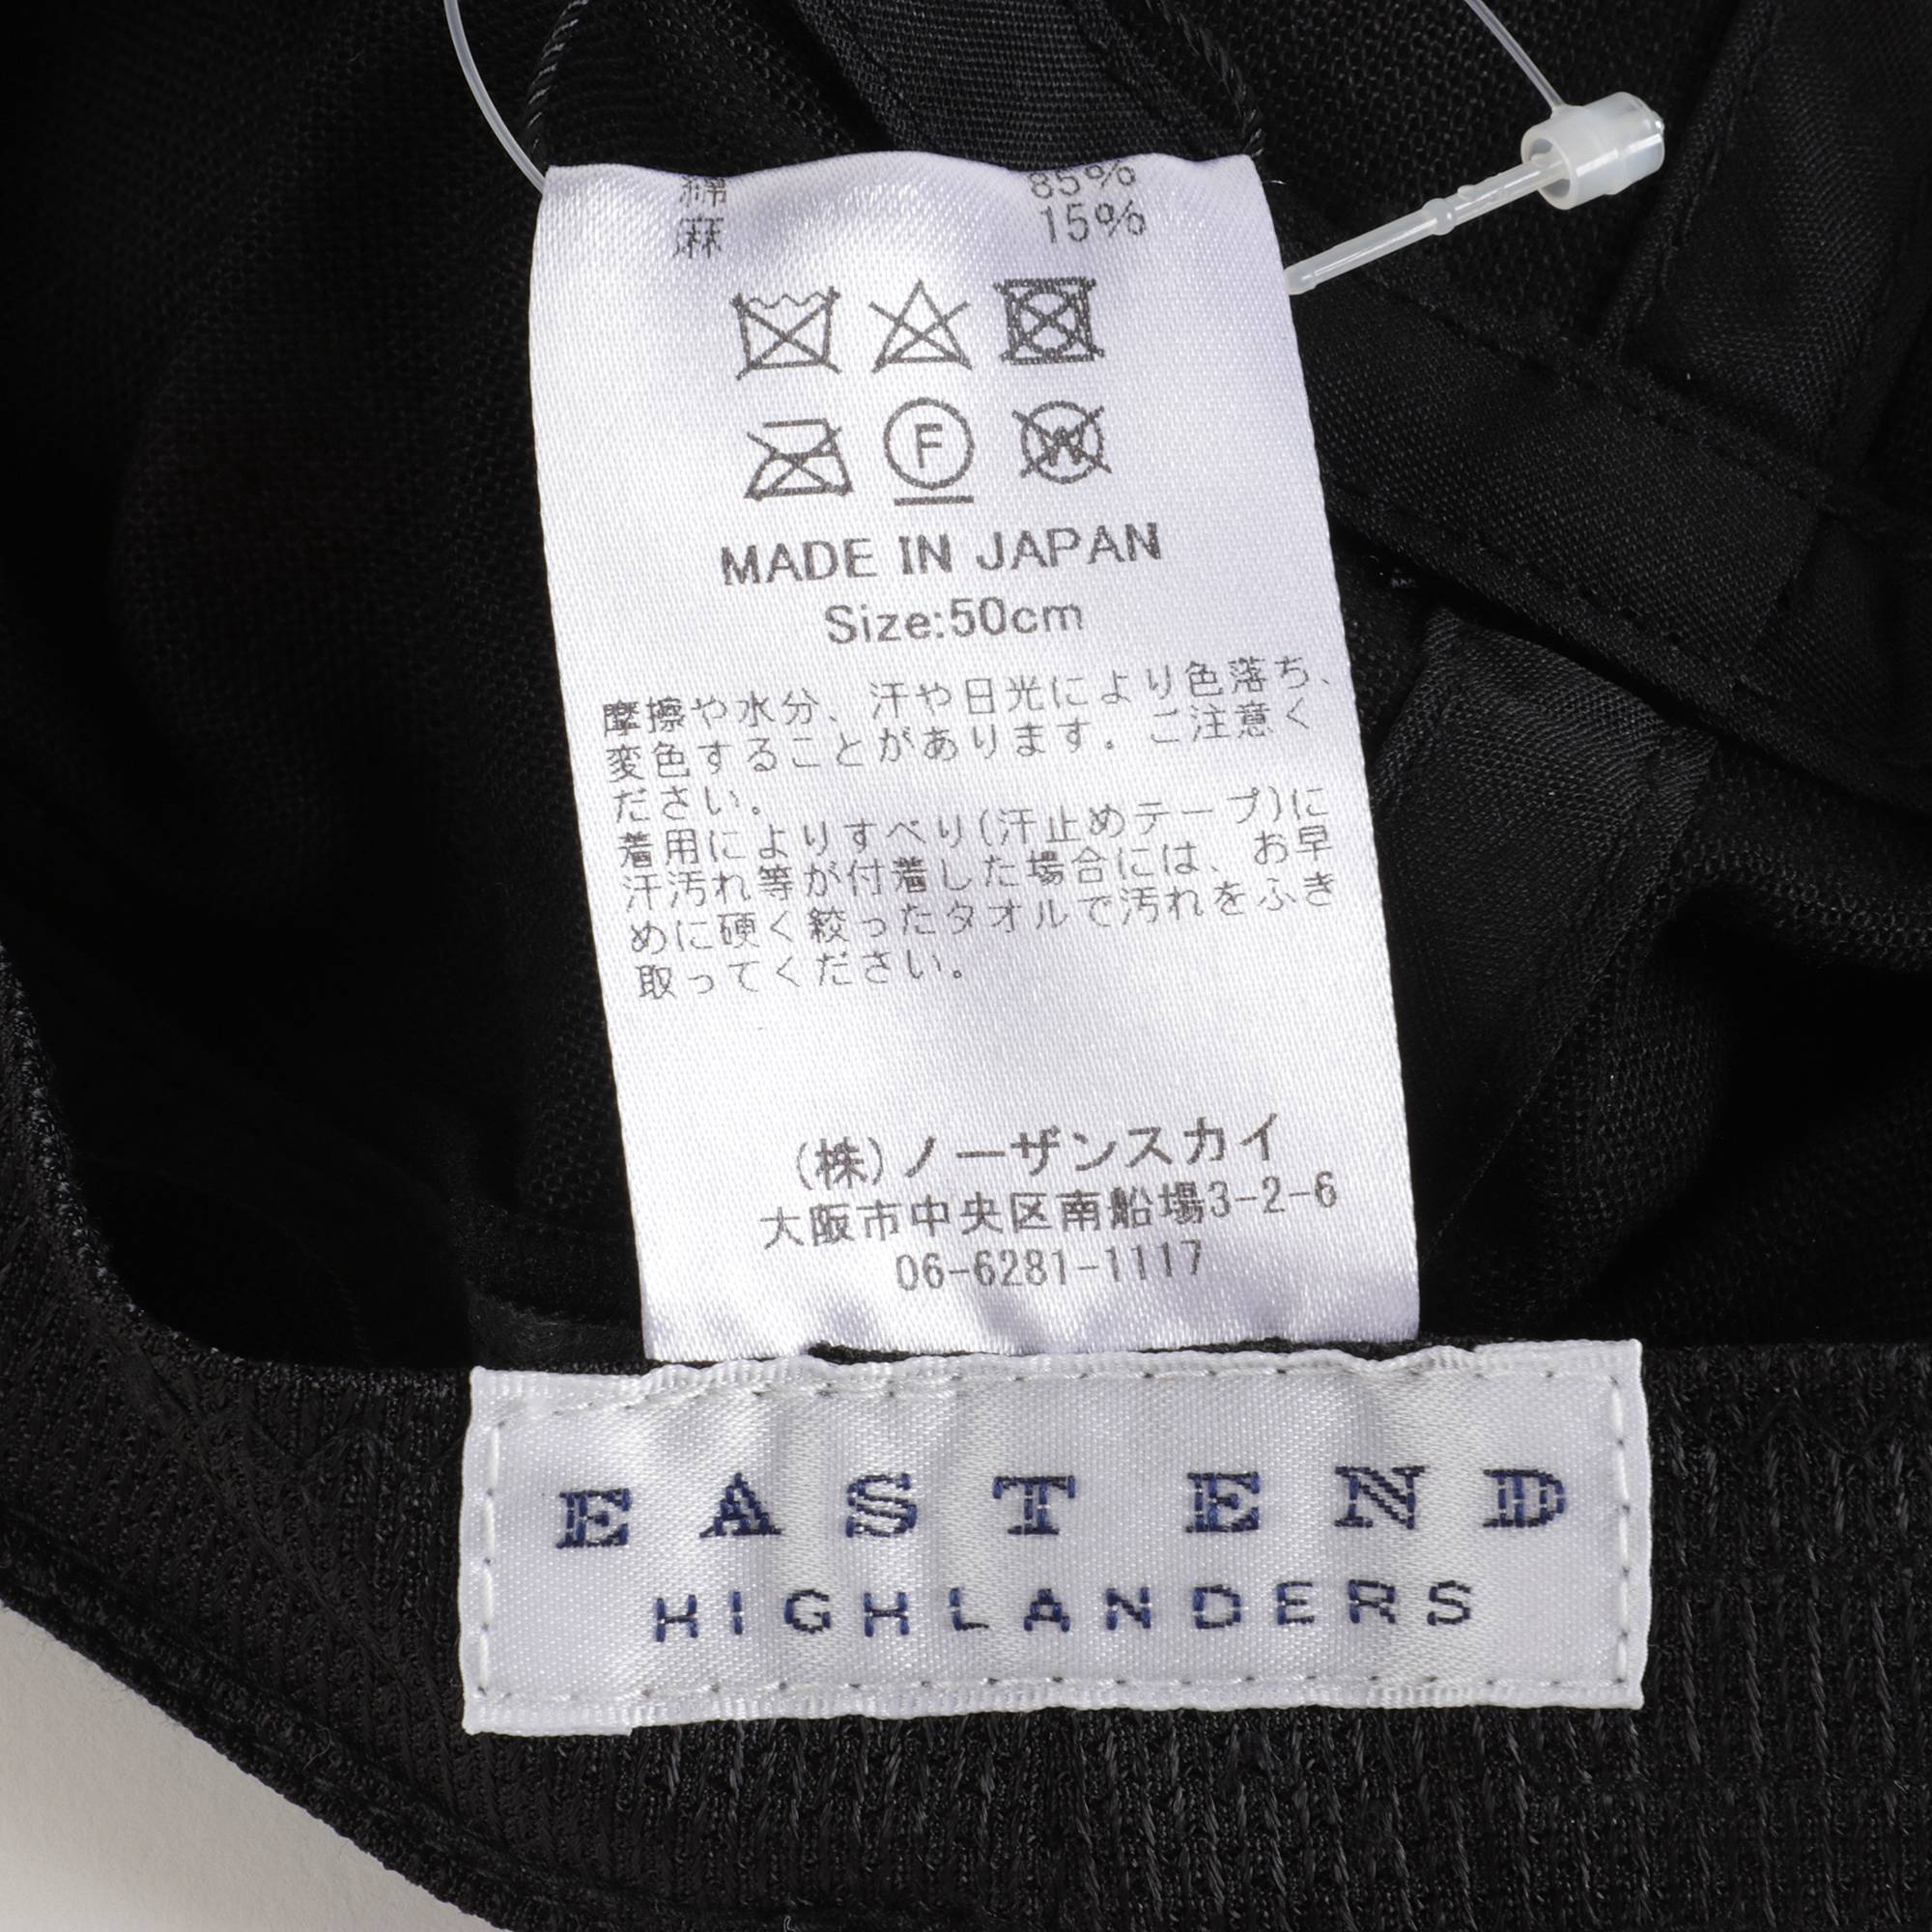 綿 85%
麻 15%
F W
MADE IN JAPAN
Size:50cm
摩擦や水分、汗や日光により色落ち、
変色することがあります。ご注意く
ださい。
着用によりすべり(汗止めテープ)に
汗汚れ等が付着した場合には、お早
めに硬く絞ったタオルで汚れをふき
取ってください。
(株)ノーザンスカイ
大阪市中央区南船場3-2-6
06-6281-1117
EAST END
HIGHLANDERS